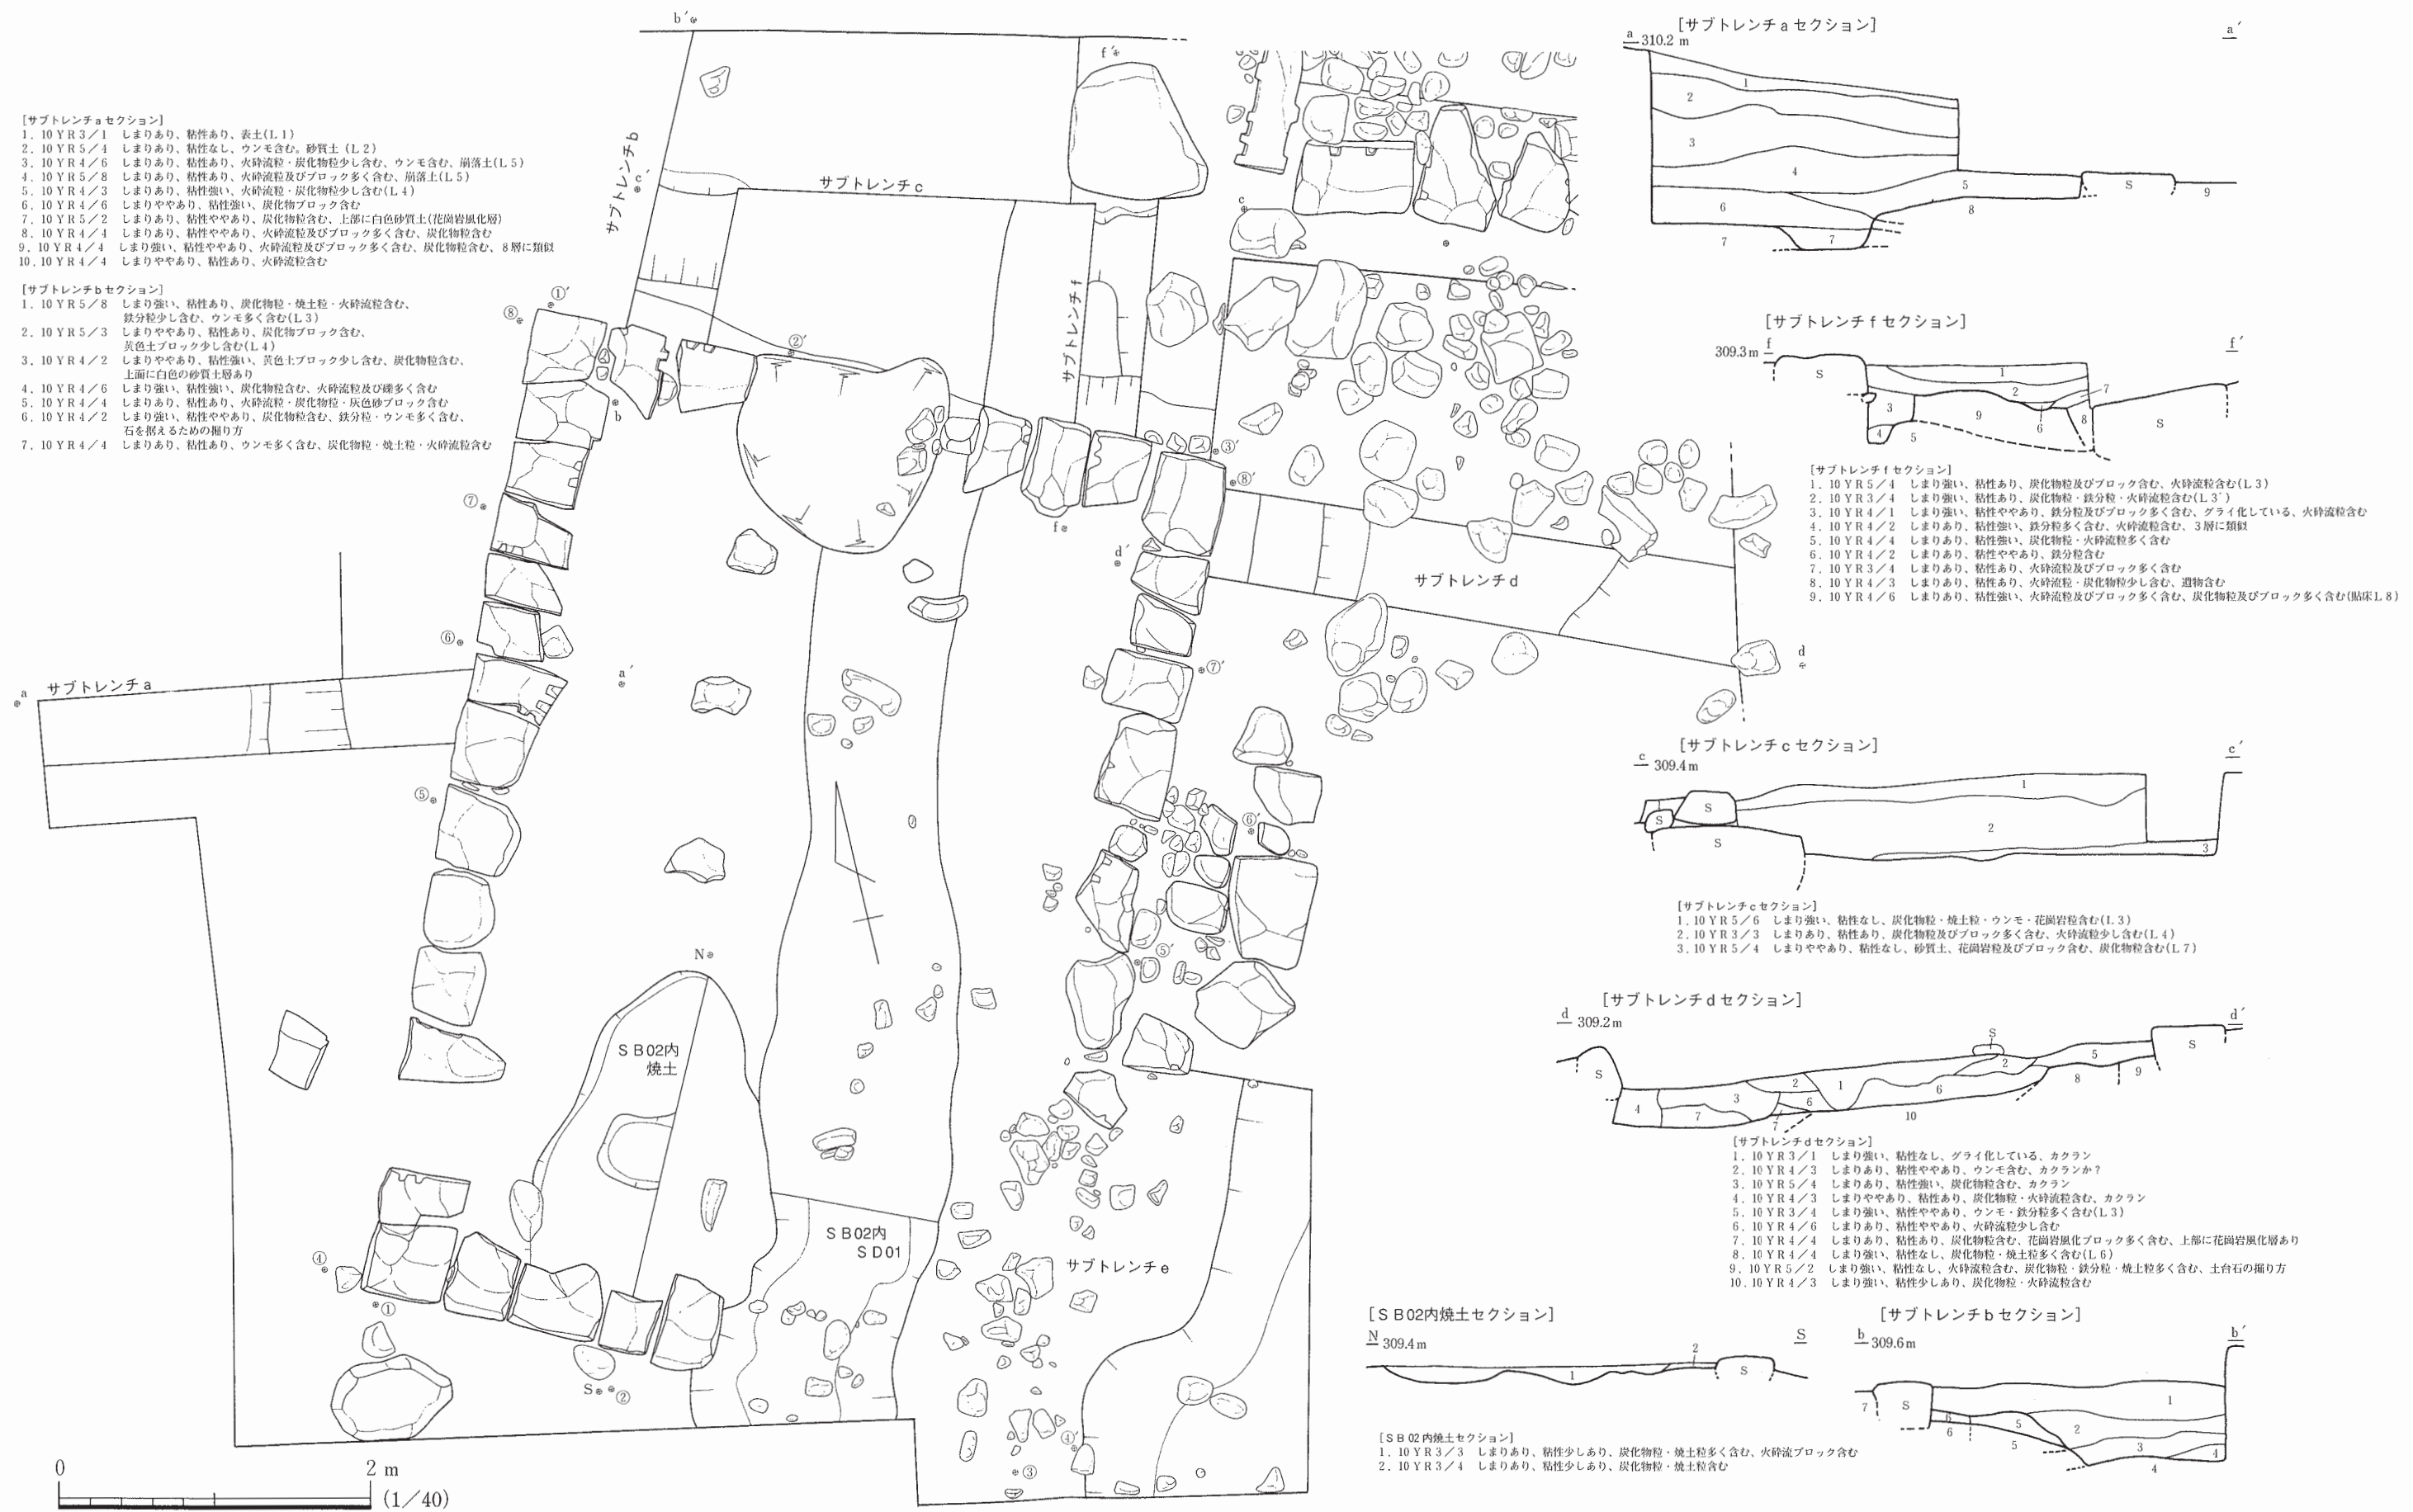 [サブトレンチaセクション]
1. 10YR3/1 しまりあり、粘性あり、表土(L1)
2. 10YR5/4 しまりあり、粘性なし、ウンモ含む。砂質土(L2)
3. 10YR4/6 しまりあり、粘性あり、火砕流粒・炭化物粒少し含む、ウンモ含む、崩落土(L5)
4. 10YR5/8 しまりあり、粘性あり、火砕流粒及びブロック多く含む、崩落土(L5)
5. 10YR4/3 しまりあり、粘性強い、火砕流粒・炭化物粒少し含む(L4)
6. 10YR4/6 しまりややあり、粘性強い、炭化物ブロック含む
7. 10YR5/2 しまりあり、粘性ややあり、炭化物粒含む、上部に白色砂質土(花崗岩風化層)
8. 10YR4/4 しまりあり、粘性ややあり、火砕流粒及びブロック多く含む、炭化物粒含む
9. 10YR4/4 しまり強い、粘性ややあり、火砕流粒及びブロック多く含む、炭化物粒含む、8層に類似
10. 10YR4/4 しまりややあり、粘性あり、火砕流粒含む
[サブトレンチbセクション]
1. 10YR5/8 しまり強い、粘性あり、炭化物粒・焼土粒・火砕流粒含む、
鉄分粒少し含む、ウンモ多く含む(L3)
2. 10YR5/3 しまりややあり、粘性あり、炭化物ブロック含む、
黄色土ブロック少し含む(L4)
3. 10YR4/2 しまりややあり、粘性強い、黄色土ブロック少し含む、炭化物粒含む、
上面に白色の砂質土層あり
4. 10YR4/6 しまり強い、粘性強い、炭化物粒含む、火砕流粒及び礫多く含む
5. 10YR4/4 しまりあり、粘性あり、火砕流粒・炭化物粒・灰色砂ブロック含む
6. 10YR4/2 しまり強い、粘性ややあり、炭化物粒含む、鉄分粒・ウンモ多く含む、
石を据えるための掘り方
7. 10YR4/4 しまりあり、粘性あり、ウンモ多く含む、炭化物粒・焼土粒・火砕流粒含む
b′
f′
サブトレンチb
c′
サブトレンチc
サブトレンチf
c
①′
⑧
②′
b
③′
⑧′
⑦
f
d′
サブトレンチd
⑥
⑦′
d
a′
a
サブトレンチa
⑤
⑥′
⑤′
N
SB02内
焼土
SB02内
SD01
サブトレンチe
④
①
S
②
④′
③
0 2m
(1/40)
[サブトレンチaセクション]
a 310.2m a′
1
2
3
4
5
S
9
6
8
7
7
[サブトレンチfセクション]
309.3m f f′
S
1
2
7
3
9
6
8
S
4
5
[サブトレンチfセクション]
1. 10YR5/4 しまり強い、粘性あり、炭化物粒及びブロック含む、火砕流粒含む(L3)
2. 10YR3/4 しまり強い、粘性あり、炭化物粒・鉄分粒・火砕流粒含む(L3′)
3. 10YR4/1 しまり強い、粘性ややあり、鉄分粒及びブロック多く含む、グライ化している、火砕流粒含む
4. 10YR4/2 しまりあり、粘性強い、鉄分粒多く含む、火砕流粒含む、3層に類似
5. 10YR4/4 しまりあり、粘性強い、炭化物粒・火砕流粒多く含む
6. 10YR4/2 しまりあり、粘性ややあり、鉄分粒含む
7. 10YR3/4 しまりあり、粘性あり、火砕流粒及びブロック多く含む
8. 10YR4/3 しまりあり、粘性あり、火砕流粒・炭化物粒少し含む、遺物含む
9. 10YR4/6 しまりあり、粘性強い、火砕流粒及びブロック多く含む、炭化物粒及びブロック多く含む(貼床L8)
[サブトレンチcセクション]
c 309.4m c′
1
S
S
2
S
3
[サブトレンチcセクション]
1. 10YR5/6 しまり強い、粘性なし、炭化物粒・焼土粒・ウンモ・花崗岩粒含む(L3)
2. 10YR3/3 しまりあり、粘性あり、炭化物粒及びブロック多く含む、火砕流粒少し含む(L4)
3. 10YR5/4 しまりややあり、粘性なし、砂質土、花崗岩粒及びブロック含む、炭化物粒含む(L7)
[サブトレンチdセクション]
d 309.2m d′
S
S
5
2
S
2
1
6
8
9
3
6
4
7
7
10
[サブトレンチdセクション]
1. 10YR3/1 しまり強い、粘性なし、グライ化している、カクラン
2. 10YR4/3 しまりあり、粘性ややあり、ウンモ含む、カクランか?
3. 10YR5/4 しまりあり、粘性強い、炭化物粒含む、カクラン
4. 10YR4/3 しまりややあり、粘性あり、炭化物粒・火砕流粒含む、カクラン
5. 10YR3/4 しまり強い、粘性ややあり、ウンモ・鉄分粒多く含む(L3)
6. 10YR4/6 しまりあり、粘性ややあり、火砕流粒少し含む
7. 10YR4/4 しまりあり、粘性あり、炭化物粒含む、花崗岩風化ブロック多く含む、上部に花崗岩風化層あり
8. 10YR4/4 しまり強い、粘性なし、炭化物粒・焼土粒多く含む(L6)
9. 10YR5/2 しまり強い、粘性なし、火砕流粒含む、炭化物粒・鉄分粒・焼土粒多く含む、土台石の掘り方
10. 10YR4/3 しまり強い、粘性少しあり、炭化物粒・火砕流粒含む
[SB02内焼土セクション]
N 309.4m S
2
1
S
[SB02内焼土セクション]
1. 10YR3/3 しまりあり、粘性少しあり、炭化物粒・焼土粒多く含む、火砕流ブロック含む
2. 10YR3/4 しまりあり、粘性少しあり、炭化物粒・焼土粒含む
[サブトレンチbセクション]
b 309.6m b′
7
S
1
6
5
2
6
5
3
4
4